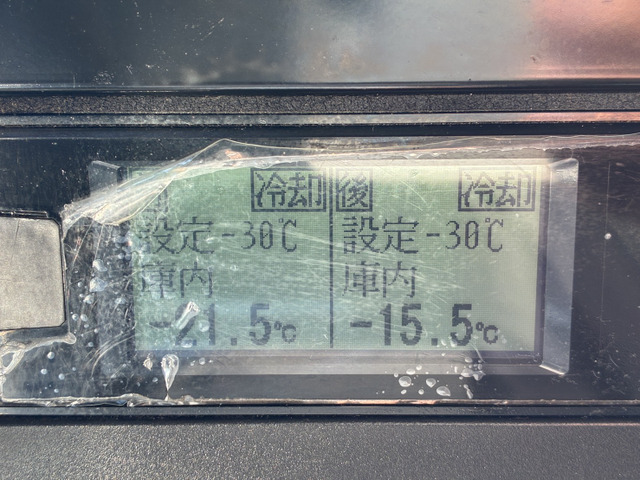 冷却
設定-30℃
庫内
-21.5℃
後 冷却
設定-30℃
庫内
-15.5℃